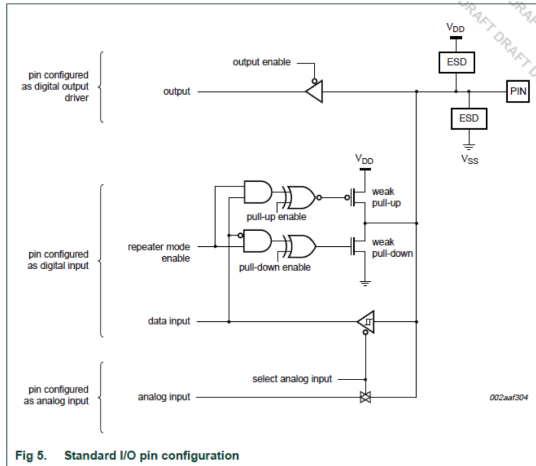 DRAFT DRAFT
DRAFT DRAFT D
VDD
output enable
ESD
pin configured
as digital output
driver
output
PIN
ESD
VSS
VDD
weak
pull-up
pull-up enable
pin configured
as digital input
repeater mode
enable
weak
pull-down
pull-down enable
data input
select analog input
pin configured
as analog input
analog input
002aaf304
Fig 5. Standard I/O pin configuration